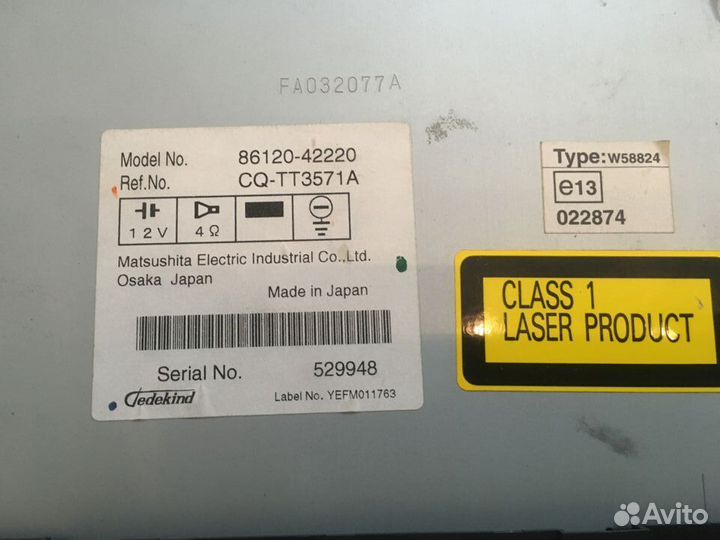 FA032077A
Model No. 86120-42220
Ref.No. CQ-TT3571A
12V 4Ω
Matsushita Electric Industrial Co.,Ltd.
Osaka Japan
Made in Japan
Serial No. 529948
Tedekind
Label No. YEFM011763
Type:W58824
e13
022874
CLASS 1
LASER PRODUCT
Avito